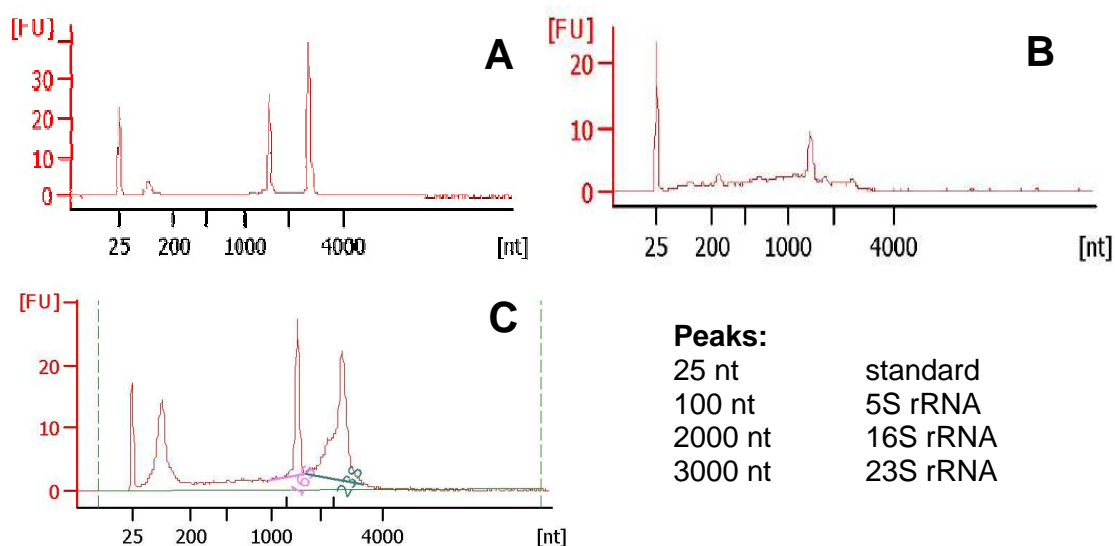 [FU]
A
30
20
10
0
25 200 1000 4000 [nt]
[FU]
B
20
10
0
25 200 1000 4000 [nt]
[FU]
C
20
10
0
16S 23S
25 200 1000 4000 [nt]
Peaks:
25 nt standard
100 nt 5S rRNA
2000 nt 16S rRNA
3000 nt 23S rRNA